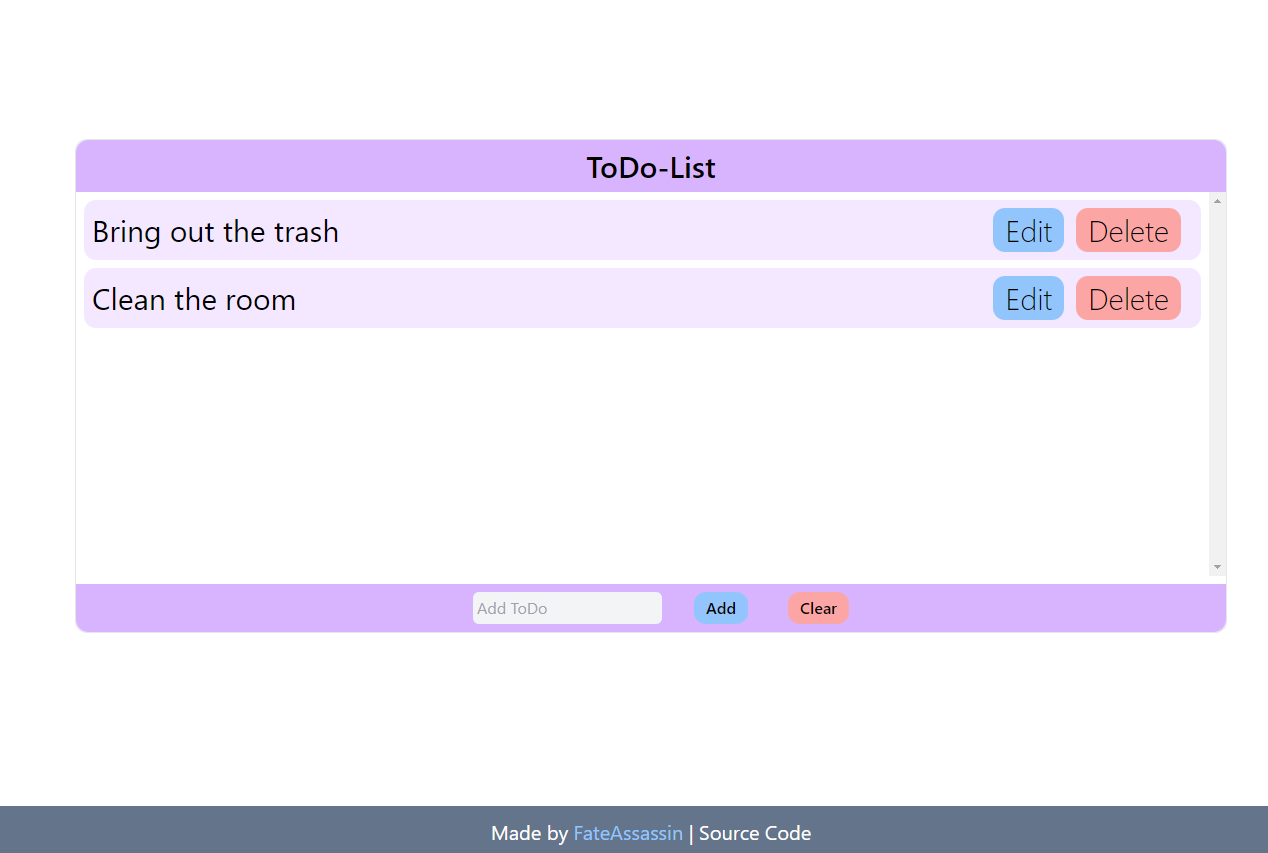 ToDo-List
Bring out the trash Edit Delete
Clean the room Edit Delete
Add ToDo Add Clear
Made by FateAssassin | Source Code